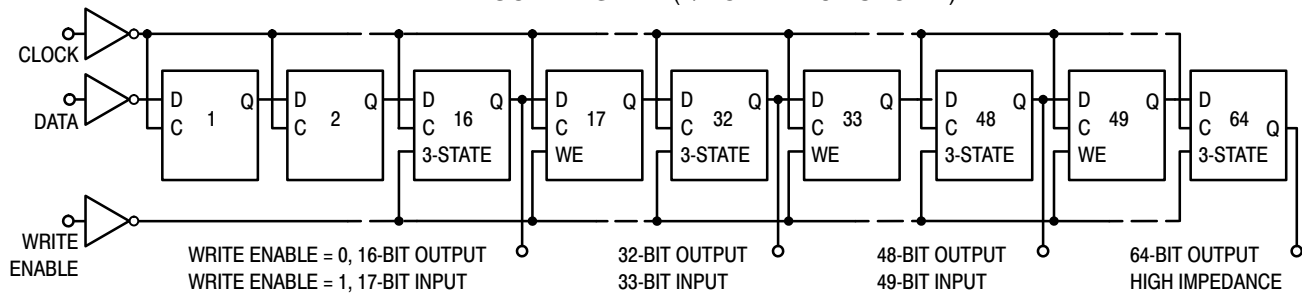 CLOCK
D Q
C
1
D Q
C
2
D Q
C
16
3-STATE
D Q
C
17
WE
D Q
C
32
3-STATE
D Q
C
33
WE
D Q
C
48
3-STATE
D Q
C
49
WE
D
C
64
Q
3-STATE
DATA
WRITE
ENABLE
WRITE ENABLE = 0, 16-BIT OUTPUT
WRITE ENABLE = 1, 17-BIT INPUT
32-BIT OUTPUT
33-BIT INPUT
48-BIT OUTPUT
49-BIT INPUT
64-BIT OUTPUT
HIGH IMPEDANCE